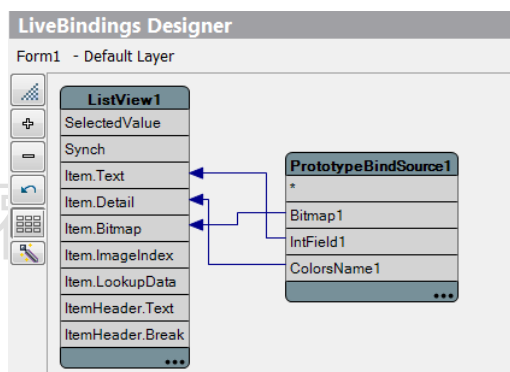 LiveBindings Designer
Form1 - Default Layer
ListView1
SelectedValue
Synch
Item.Text
Item.Detail
Item.Bitmap
Item.ImageIndex
Item.LookupData
ItemHeader.Text
ItemHeader.Break
•••
PrototypeBindSource1
*
Bitmap1
IntField1
ColorsName1
•••